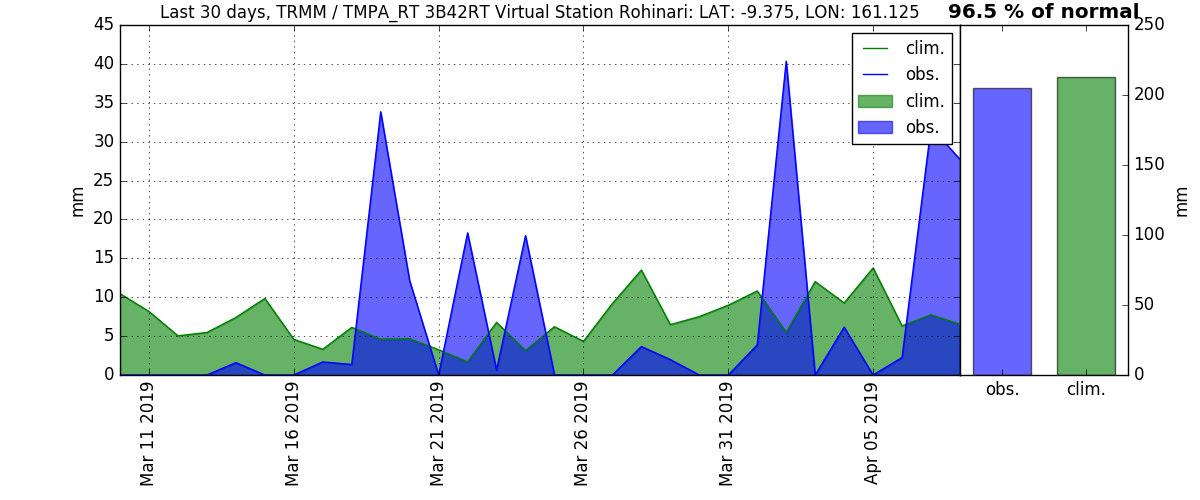 Last 30 days, TRMM / TMPA_RT 3B42RT Virtual Station Rohinari: LAT: -9.375, LON: 161.125
96.5 % of normal
45
40
35
30
25
20
15
10
5
0
mm
clim.
obs.
clim.
obs.
250
200
150
100
50
0
mm
Mar 11 2019
Mar 16 2019
Mar 21 2019
Mar 26 2019
Mar 31 2019
Apr 05 2019
obs.
clim.